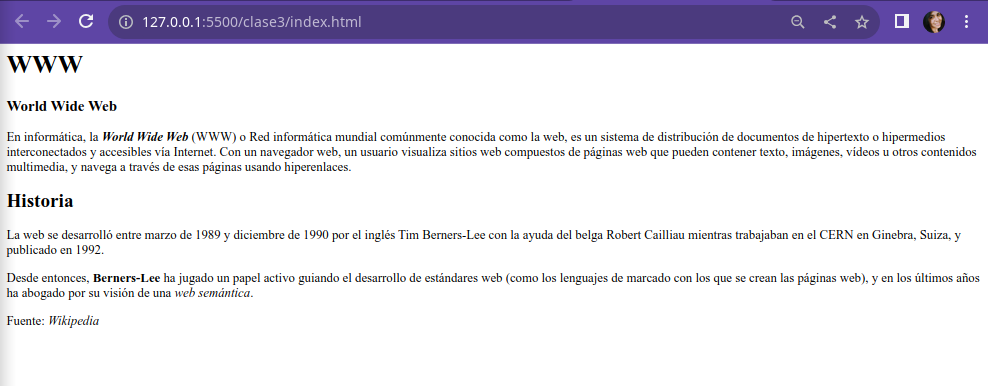 127.0.0.1:5500/clase3/index.html
WWW
World Wide Web
En informática, la World Wide Web (WWW) o Red informática mundial comúnmente conocida como la web, es un sistema de distribución de documentos de hipertexto o hipermedios
interconectados y accesibles vía Internet. Con un navegador web, un usuario visualiza sitios web compuestos de páginas web que pueden contener texto, imágenes, vídeos u otros contenidos
multimedia, y navega a través de esas páginas usando hiperenlaces.
Historia
La web se desarrolló entre marzo de 1989 y diciembre de 1990 por el inglés Tim Berners-Lee con la ayuda del belga Robert Cailliau mientras trabajaban en el CERN en Ginebra, Suiza, y
publicado en 1992.
Desde entonces, Berners-Lee ha jugado un papel activo guiando el desarrollo de estándares web (como los lenguajes de marcado con los que se crean las páginas web), y en los últimos años
ha abogado por su visión de una web semántica.
Fuente: Wikipedia